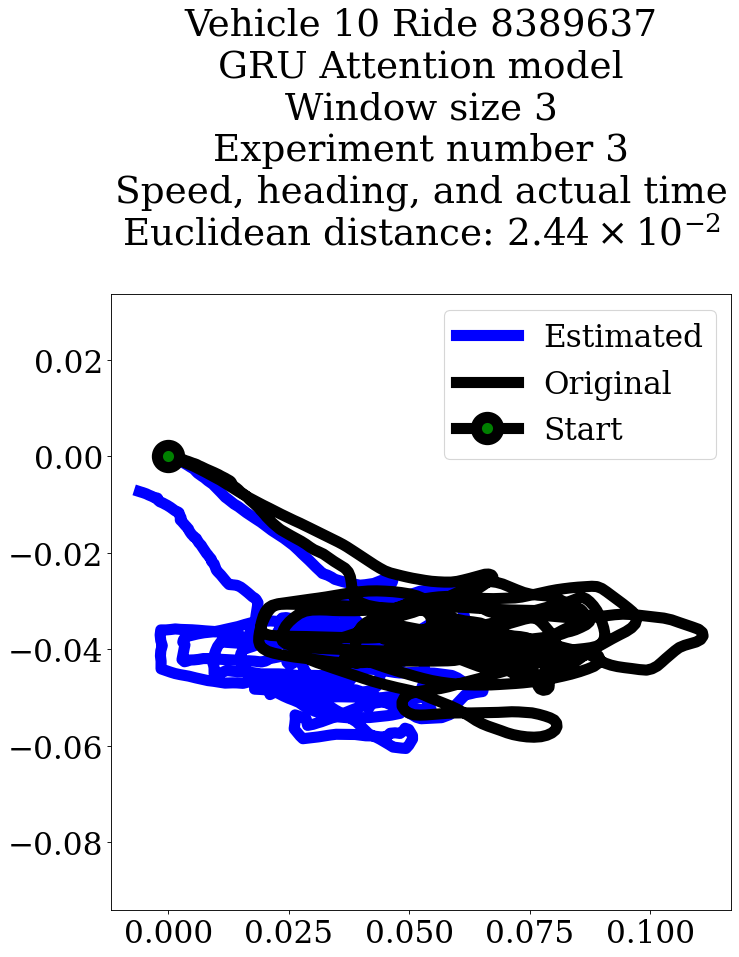 Vehicle 10 Ride 8389637
GRU Attention model
Window size 3
Experiment number 3
Speed, heading, and actual time
Euclidean distance: 2.44 × 10⁻²
Estimated
Original
Start
0.02
0.00
−0.02
−0.04
−0.06
−0.08
0.000 0.025 0.050 0.075 0.100